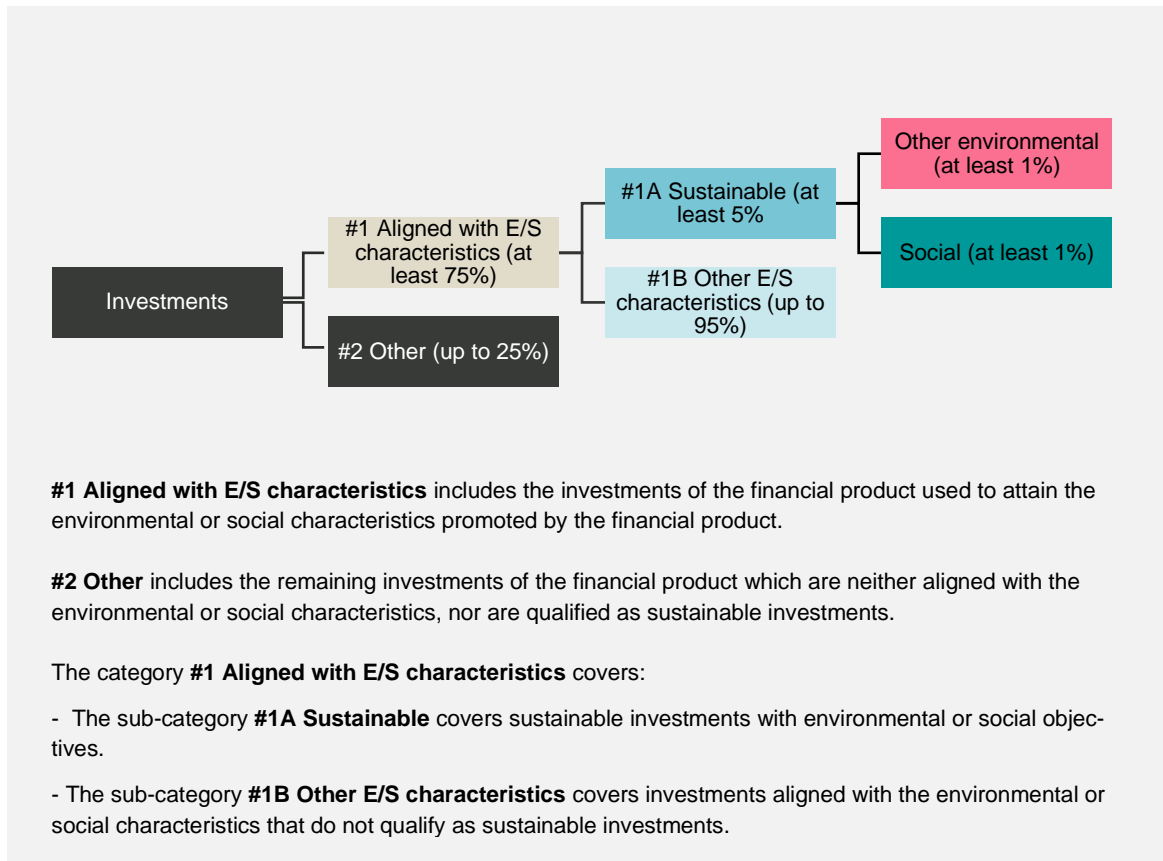 Other environmental
(at least 1%)
#1A Sustainable (at
least 5%
#1 Aligned with E/S
characteristics (at
least 75%)
Social (at least 1%)
Investments
#1B Other E/S
characteristics (up to
95%)
#2 Other (up to 25%)
#1 Aligned with E/S characteristics includes the investments of the financial product used to attain the
environmental or social characteristics promoted by the financial product.
#2 Other includes the remaining investments of the financial product which are neither aligned with the
environmental or social characteristics, nor are qualified as sustainable investments.
The category #1 Aligned with E/S characteristics covers:
- The sub-category #1A Sustainable covers sustainable investments with environmental or social objec-
tives.
- The sub-category #1B Other E/S characteristics covers investments aligned with the environmental or
social characteristics that do not qualify as sustainable investments.